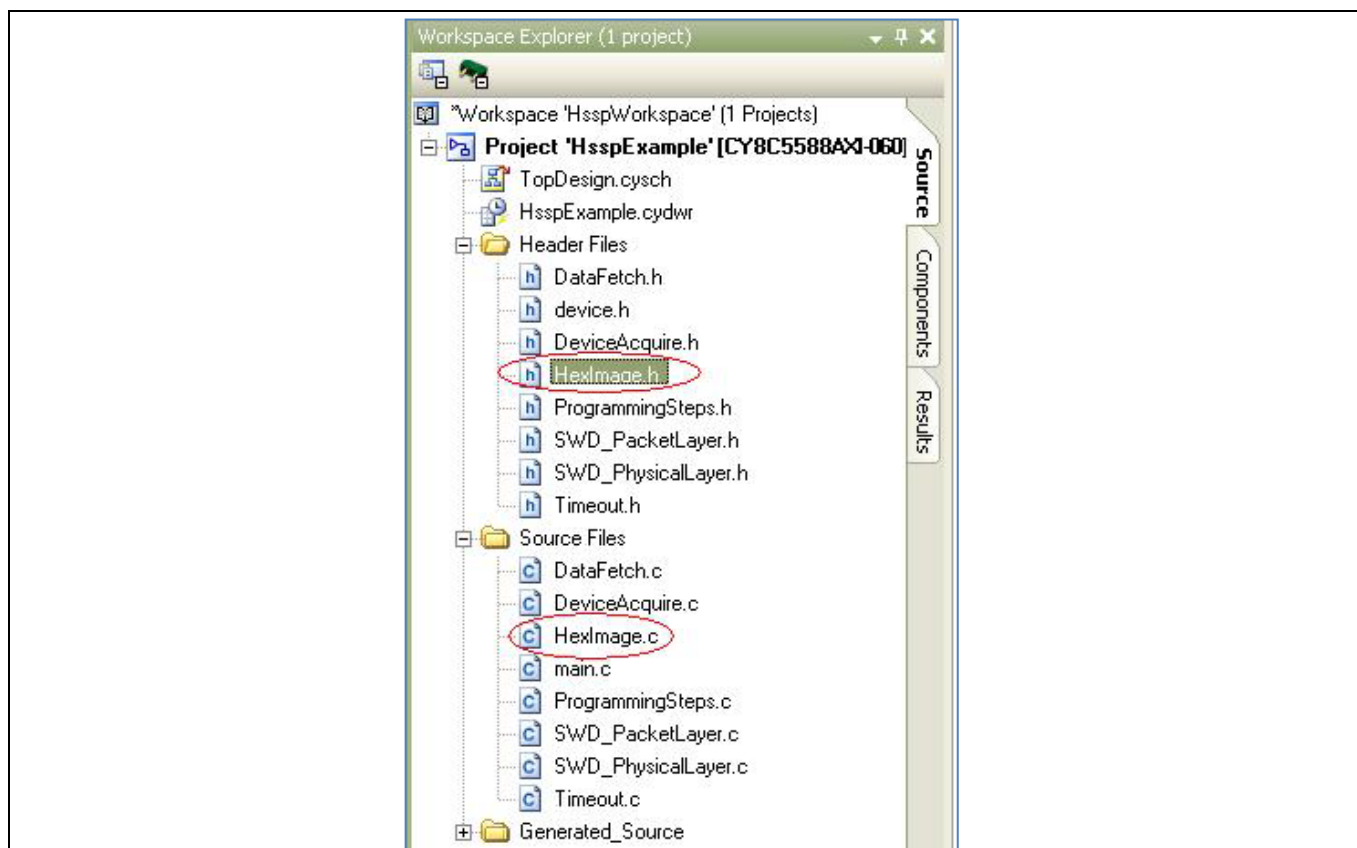 Workspace Explorer (1 project)
"Workspace 'HsspWorkspace' (1 Projects)
Project 'HsspExample' [CY8C5588AXI-060]
TopDesign.cysch
HsspExample.cydwr
Header Files
DataFetch.h
device.h
DeviceAcquire.h
HexImage.h
ProgrammingSteps.h
SWD_PacketLayer.h
SWD_PhysicalLayer.h
Timeout.h
Source Files
DataFetch.c
DeviceAcquire.c
HexImage.c
main.c
ProgrammingSteps.c
SWD_PacketLayer.c
SWD_PhysicalLayer.c
Timeout.c
Generated_Source
Source
Components
Results